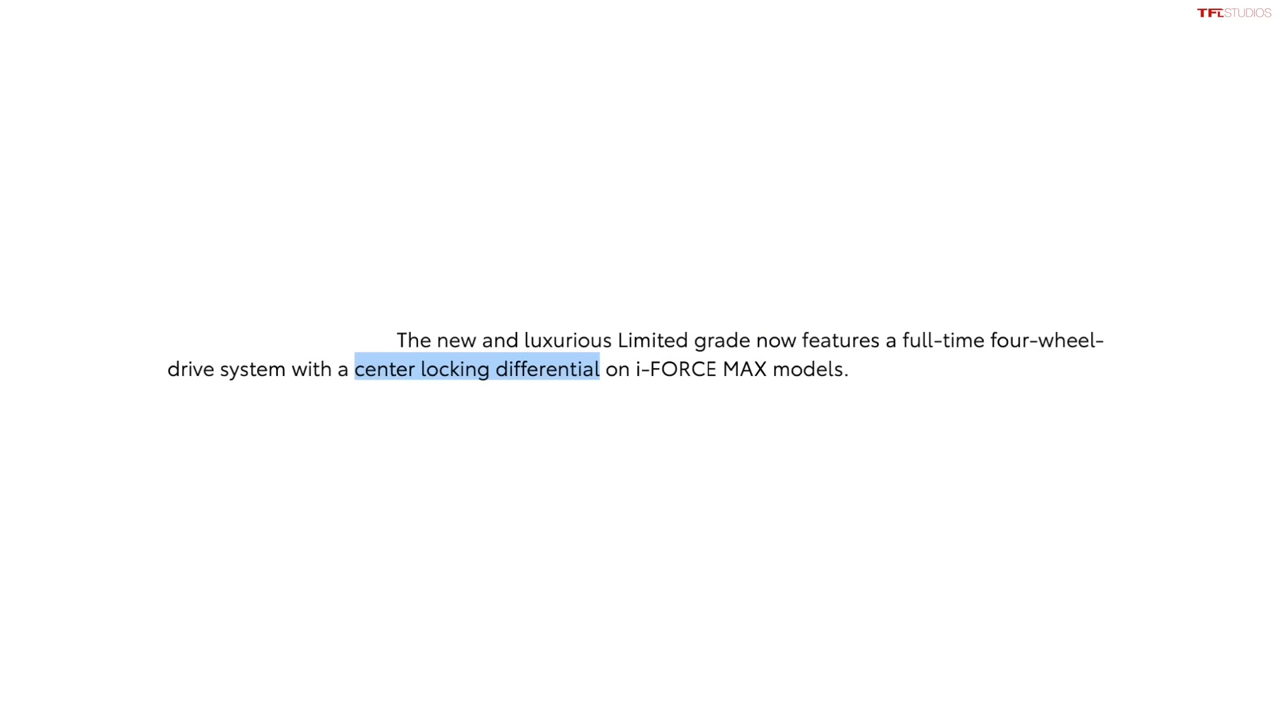 TFLSTUDIOS
The new and luxurious Limited grade now features a full-time four-wheel-
drive system with a center locking differential on i-FORCE MAX models.